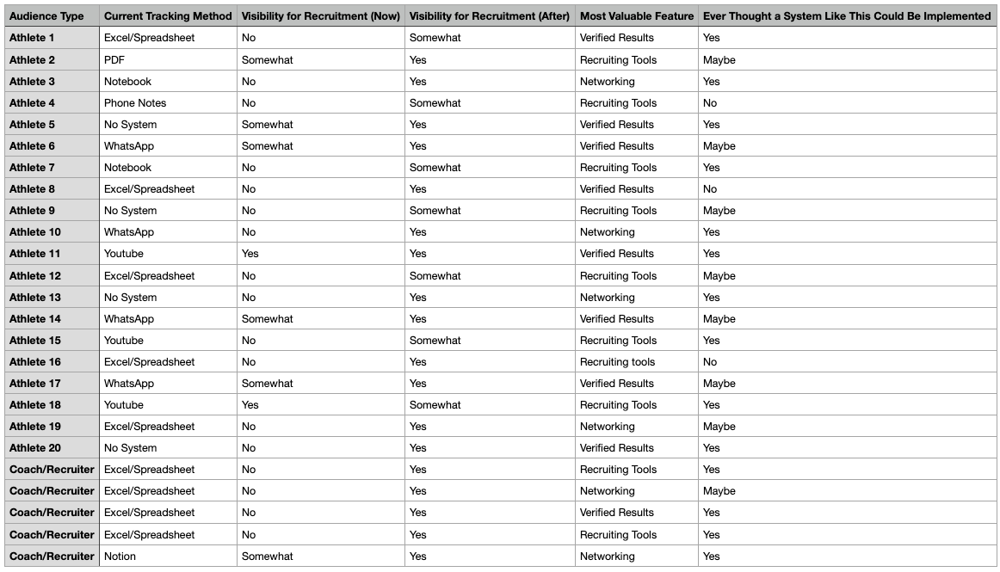 Audience Type Current Tracking Method Visibility for Recruitment (Now) Visibility for Recruitment (After) Most Valuable Feature Ever Thought a System Like This Could Be Implemented
Athlete 1 Excel/Spreadsheet No Somewhat Verified Results Yes
Athlete 2 PDF Somewhat Yes Recruiting Tools Maybe
Athlete 3 Notebook No Yes Networking Yes
Athlete 4 Phone Notes No Somewhat Recruiting Tools No
Athlete 5 No System Somewhat Yes Verified Results Yes
Athlete 6 WhatsApp Somewhat Yes Verified Results Maybe
Athlete 7 Notebook No Somewhat Recruiting Tools Yes
Athlete 8 Excel/Spreadsheet No Yes Verified Results No
Athlete 9 No System No Somewhat Recruiting Tools Maybe
Athlete 10 WhatsApp No Yes Networking Yes
Athlete 11 Youtube Yes Yes Verified Results Yes
Athlete 12 Excel/Spreadsheet No Somewhat Recruiting Tools Maybe
Athlete 13 No System No Yes Networking Yes
Athlete 14 WhatsApp Somewhat Yes Verified Results Maybe
Athlete 15 Youtube No Somewhat Recruiting Tools Yes
Athlete 16 Excel/Spreadsheet No Yes Recruiting tools No
Athlete 17 WhatsApp Somewhat Yes Verified Results Maybe
Athlete 18 Youtube Yes Somewhat Recruiting Tools Yes
Athlete 19 Excel/Spreadsheet No Yes Networking Maybe
Athlete 20 No System No Yes Verified Results Yes
Coach/Recruiter Excel/Spreadsheet No Yes Recruiting Tools Yes
Coach/Recruiter Excel/Spreadsheet No Yes Networking Maybe
Coach/Recruiter Excel/Spreadsheet No Yes Verified Results Yes
Coach/Recruiter Excel/Spreadsheet No Yes Recruiting Tools Yes
Coach/Recruiter Notion Somewhat Yes Networking Yes